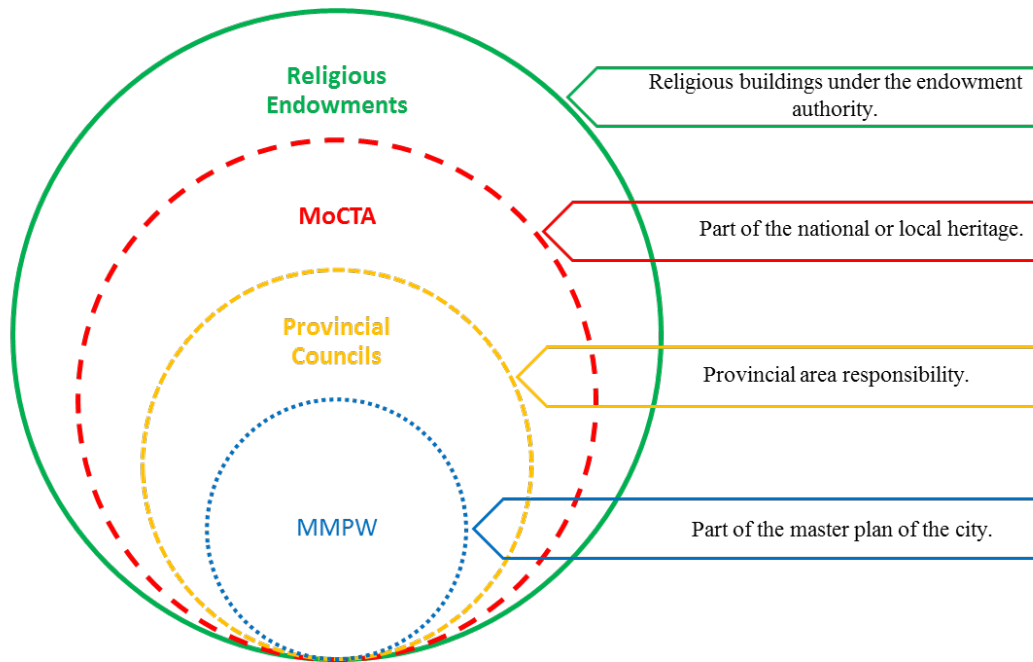 Religious
Endowments
Religious buildings under the endowment
authority.
MoCTA
Part of the national or local heritage.
Provincial
Councils
Provincial area responsibility.
MMPW
Part of the master plan of the city.